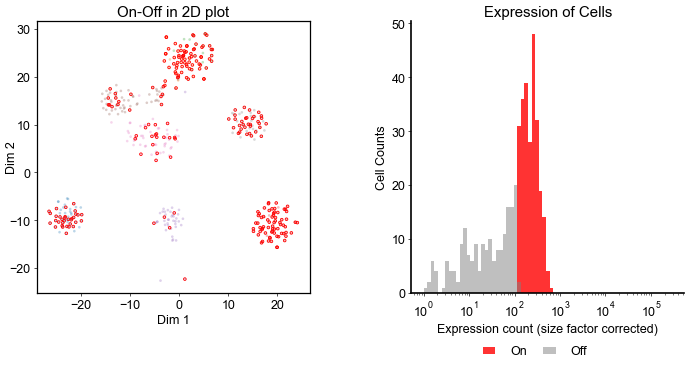 On-Off in 2D plot
Dim 2
30
20
10
0
−10
−20
−20
−10
0
10
20
Dim 1
Expression of Cells
Cell Counts
50
40
30
20
10
0
10^0
10^1
10^2
10^3
10^4
10^5
Expression count (size factor corrected)
On
Off